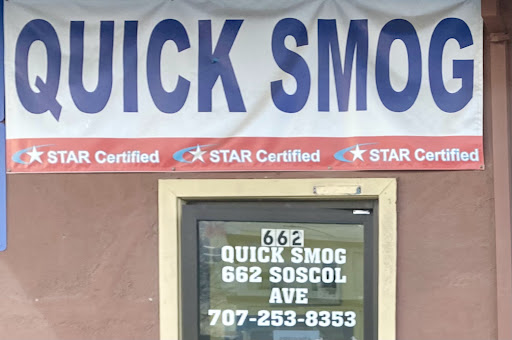 QUICK SMOG
STAR Certified STAR Certified STAR Certified
662
QUICK SMOG
662 SOSCOL
AVE
707-253-8353